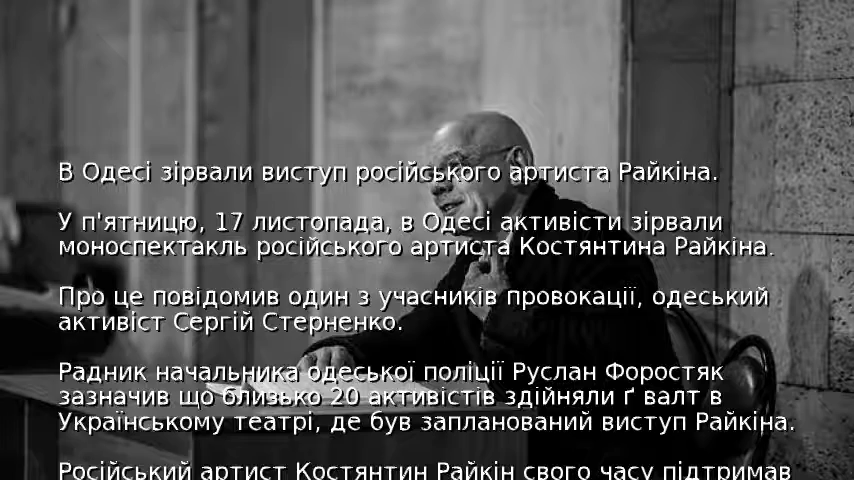 В Одесі зірвали виступ російського артиста Райкіна.
У п'ятницю, 17 листопада, в Одесі активісти зірвали
моноспектакль російського артиста Костянтина Райкіна.
Про це повідомив один з учасників провокації, одеський
активіст Сергій Стерненко.
Радник начальника одеської поліції Руслан Форостяк
зазначив що близько 20 активістів здійняли ґ валт в
Українському театрі, де був запланований виступ Райкіна.
Російський артист Костянтин Райкін свого часу підтримав